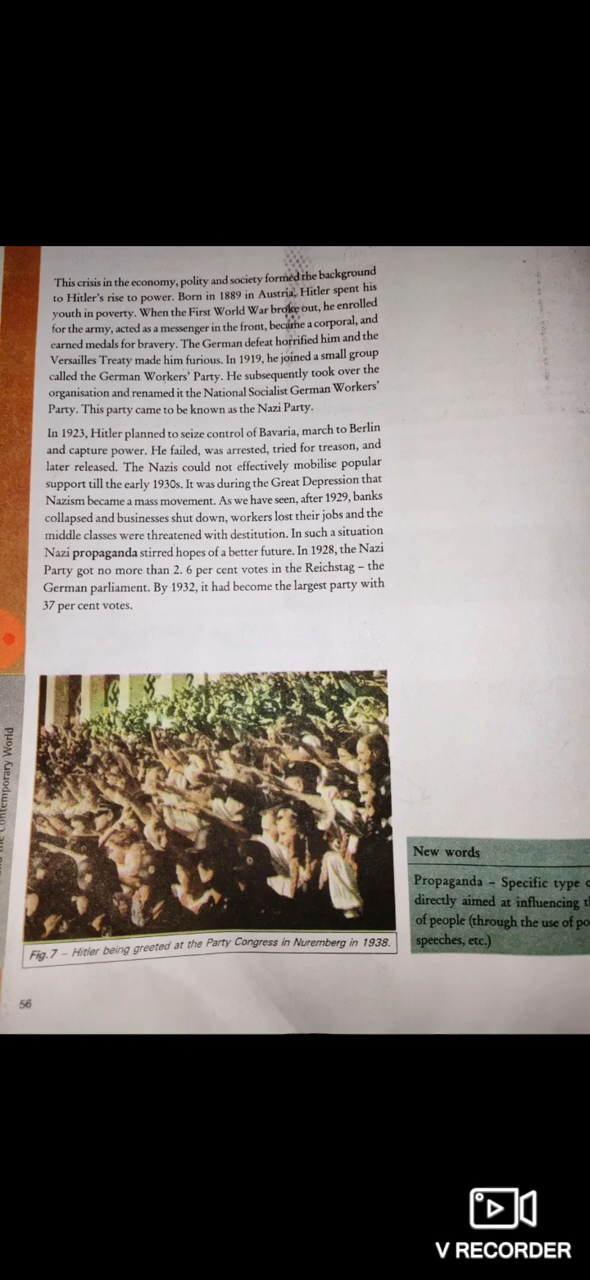 This crisis in the economy, polity and society formed the background
to Hitler's rise to power. Born in 1889 in Austria, Hitler spent his
youth in poverty. When the First World War broke out, he enrolled
for the army, acted as a messenger in the front, became a corporal, and
earned medals for bravery. The German defeat horrified him and the
Versailles Treaty made him furious. In 1919, he joined a small group
called the German Workers' Party. He subsequently took over the
organisation and renamed it the National Socialist German Workers'
Party. This party came to be known as the Nazi Party.
In 1923, Hitler planned to seize control of Bavaria, march to Berlin
and capture power. He failed, was arrested, tried for treason, and
later released. The Nazis could not effectively mobilise popular
support till the early 1930s. It was during the Great Depression that
Nazism became a mass movement. As we have seen, after 1929, banks
collapsed and businesses shut down, workers lost their jobs and the
middle classes were threatened with destitution. In such a situation
Nazi propaganda stirred hopes of a better future. In 1928, the Nazi
Party got no more than 2. 6 per cent votes in the Reichstag – the
German parliament. By 1932, it had become the largest party with
37 per cent votes.
Contemporary World
Fig.7 – Hitler being greeted at the Party Congress in Nuremberg in 1938.
New words
Propaganda – Specific type
directly aimed at influencing
of people (through the use of
speeches, etc.)
56
V RECORDER